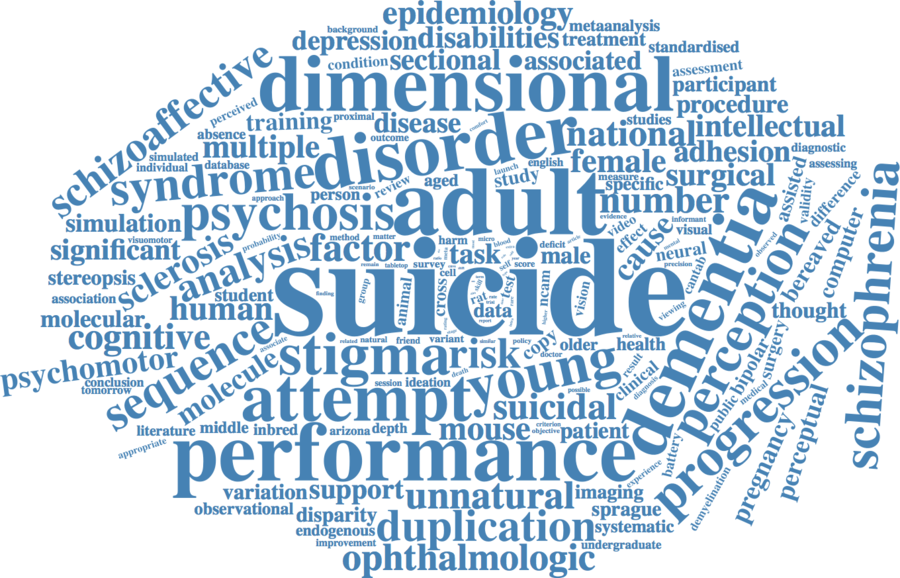 epidemiology
background
metaanalysis
depression
disabilities
treatment
standardised
condition
sectional
associated
assessment
schizoaffective
dimensional
participant
perceived
procedure
training
proximal
disease
comfort
studies
absence
outcome
disorder
national
intellectual
multiple
adhesion
diagnostic
simulated
database
individual
female
assessing
syndrome
scenario
review
aged
launch
english
study
measure
specific
surgical
assisted
validity
difference
approach
person
adult
number
simulation
psychosis
evidence
informant
video
visual
effect
cause
significant
visuomotor
sclerosis
probability
analysis
method
matter
factor
harm
micro
blood
task
deficit
article
male
neural
mental
observed
precision
dementia
perception
bereaved
computer
schizophrenia
stereopsis
remain
tabletop
survey
cell
self
score
test
cantab
association
student
finding
group
animal
cross
rat
data
report
ncam
vision
viewing
thought
molecular
human
suicide
cognitive
sequence
associate
related
natural
friend
variant
similar
policy
copy
doctor
older
relative
health
psychomotor
conclusion
tomorrow
molecule
stigma
risk
death
young
result
clinical
diagnosis
public
bipolar
medical
surgery
progression
session
ideation
possible
attempt
suicidal
literature
middle
inbred
arizona
depth
mouse
criterion
objective
patient
appropriate
performance
experience
battery
demyelination
pregnancy
perceptual
variation
support
unnatural
imaging
observational
disparity
sprague
endogenous
duplication
systematic
improvement
undergraduate
ophthalmologic